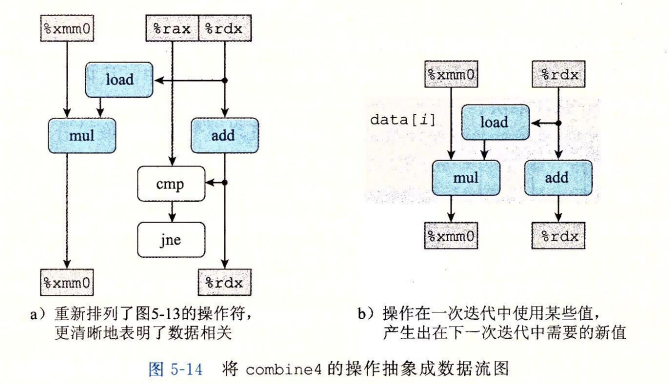 %xmm0 %rax %rdx
load
mul add
cmp
jne
%xmm0 %rdx
a）重新排列了图5-13的操作符，
更清晰地表明了数据相关
%xmm0 %rdx
data[i] load
mul add
%xmm0 %rdx
b）操作在一次迭代中使用某些值，
产生出在下一次迭代中需要的新值
图 5-14 将 combine4 的操作抽象成数据流图